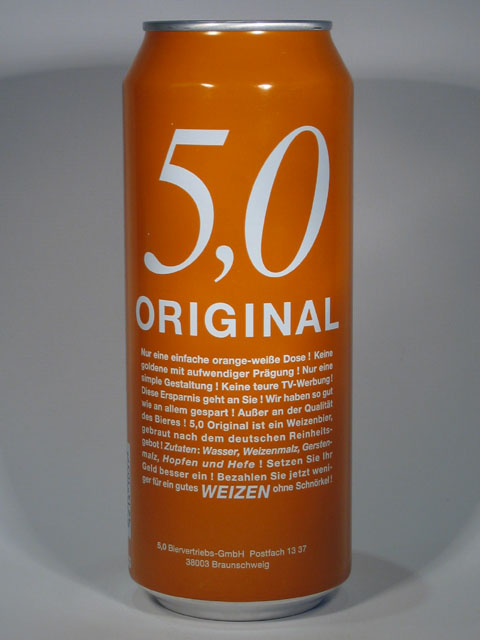 5,0
ORIGINAL
Nur eine einfache orange-weiße Dose ! Keine
goldene mit aufwendiger Prägung ! Nur eine
simple Gestaltung ! Keine teure TV-Werbung !
Diese Ersparnis geht an Sie ! Wir haben so gut
wie an allem gespart ! Außer an der Qualität
des Bieres ! 5,0 Original ist ein Weizenbier,
gebraut nach dem deutschen Reinheits-
gebot ! Zutaten: Wasser, Weizenmalz, Gersten-
malz, Hopfen und Hefe ! Setzen Sie Ihr
Geld besser ein ! Bezahlen Sie jetzt weni-
ger für ein gutes WEIZEN ohne Schnörkel !
5,0 Biervertriebs-GmbH Postfach 13 37
38003 Braunschweig